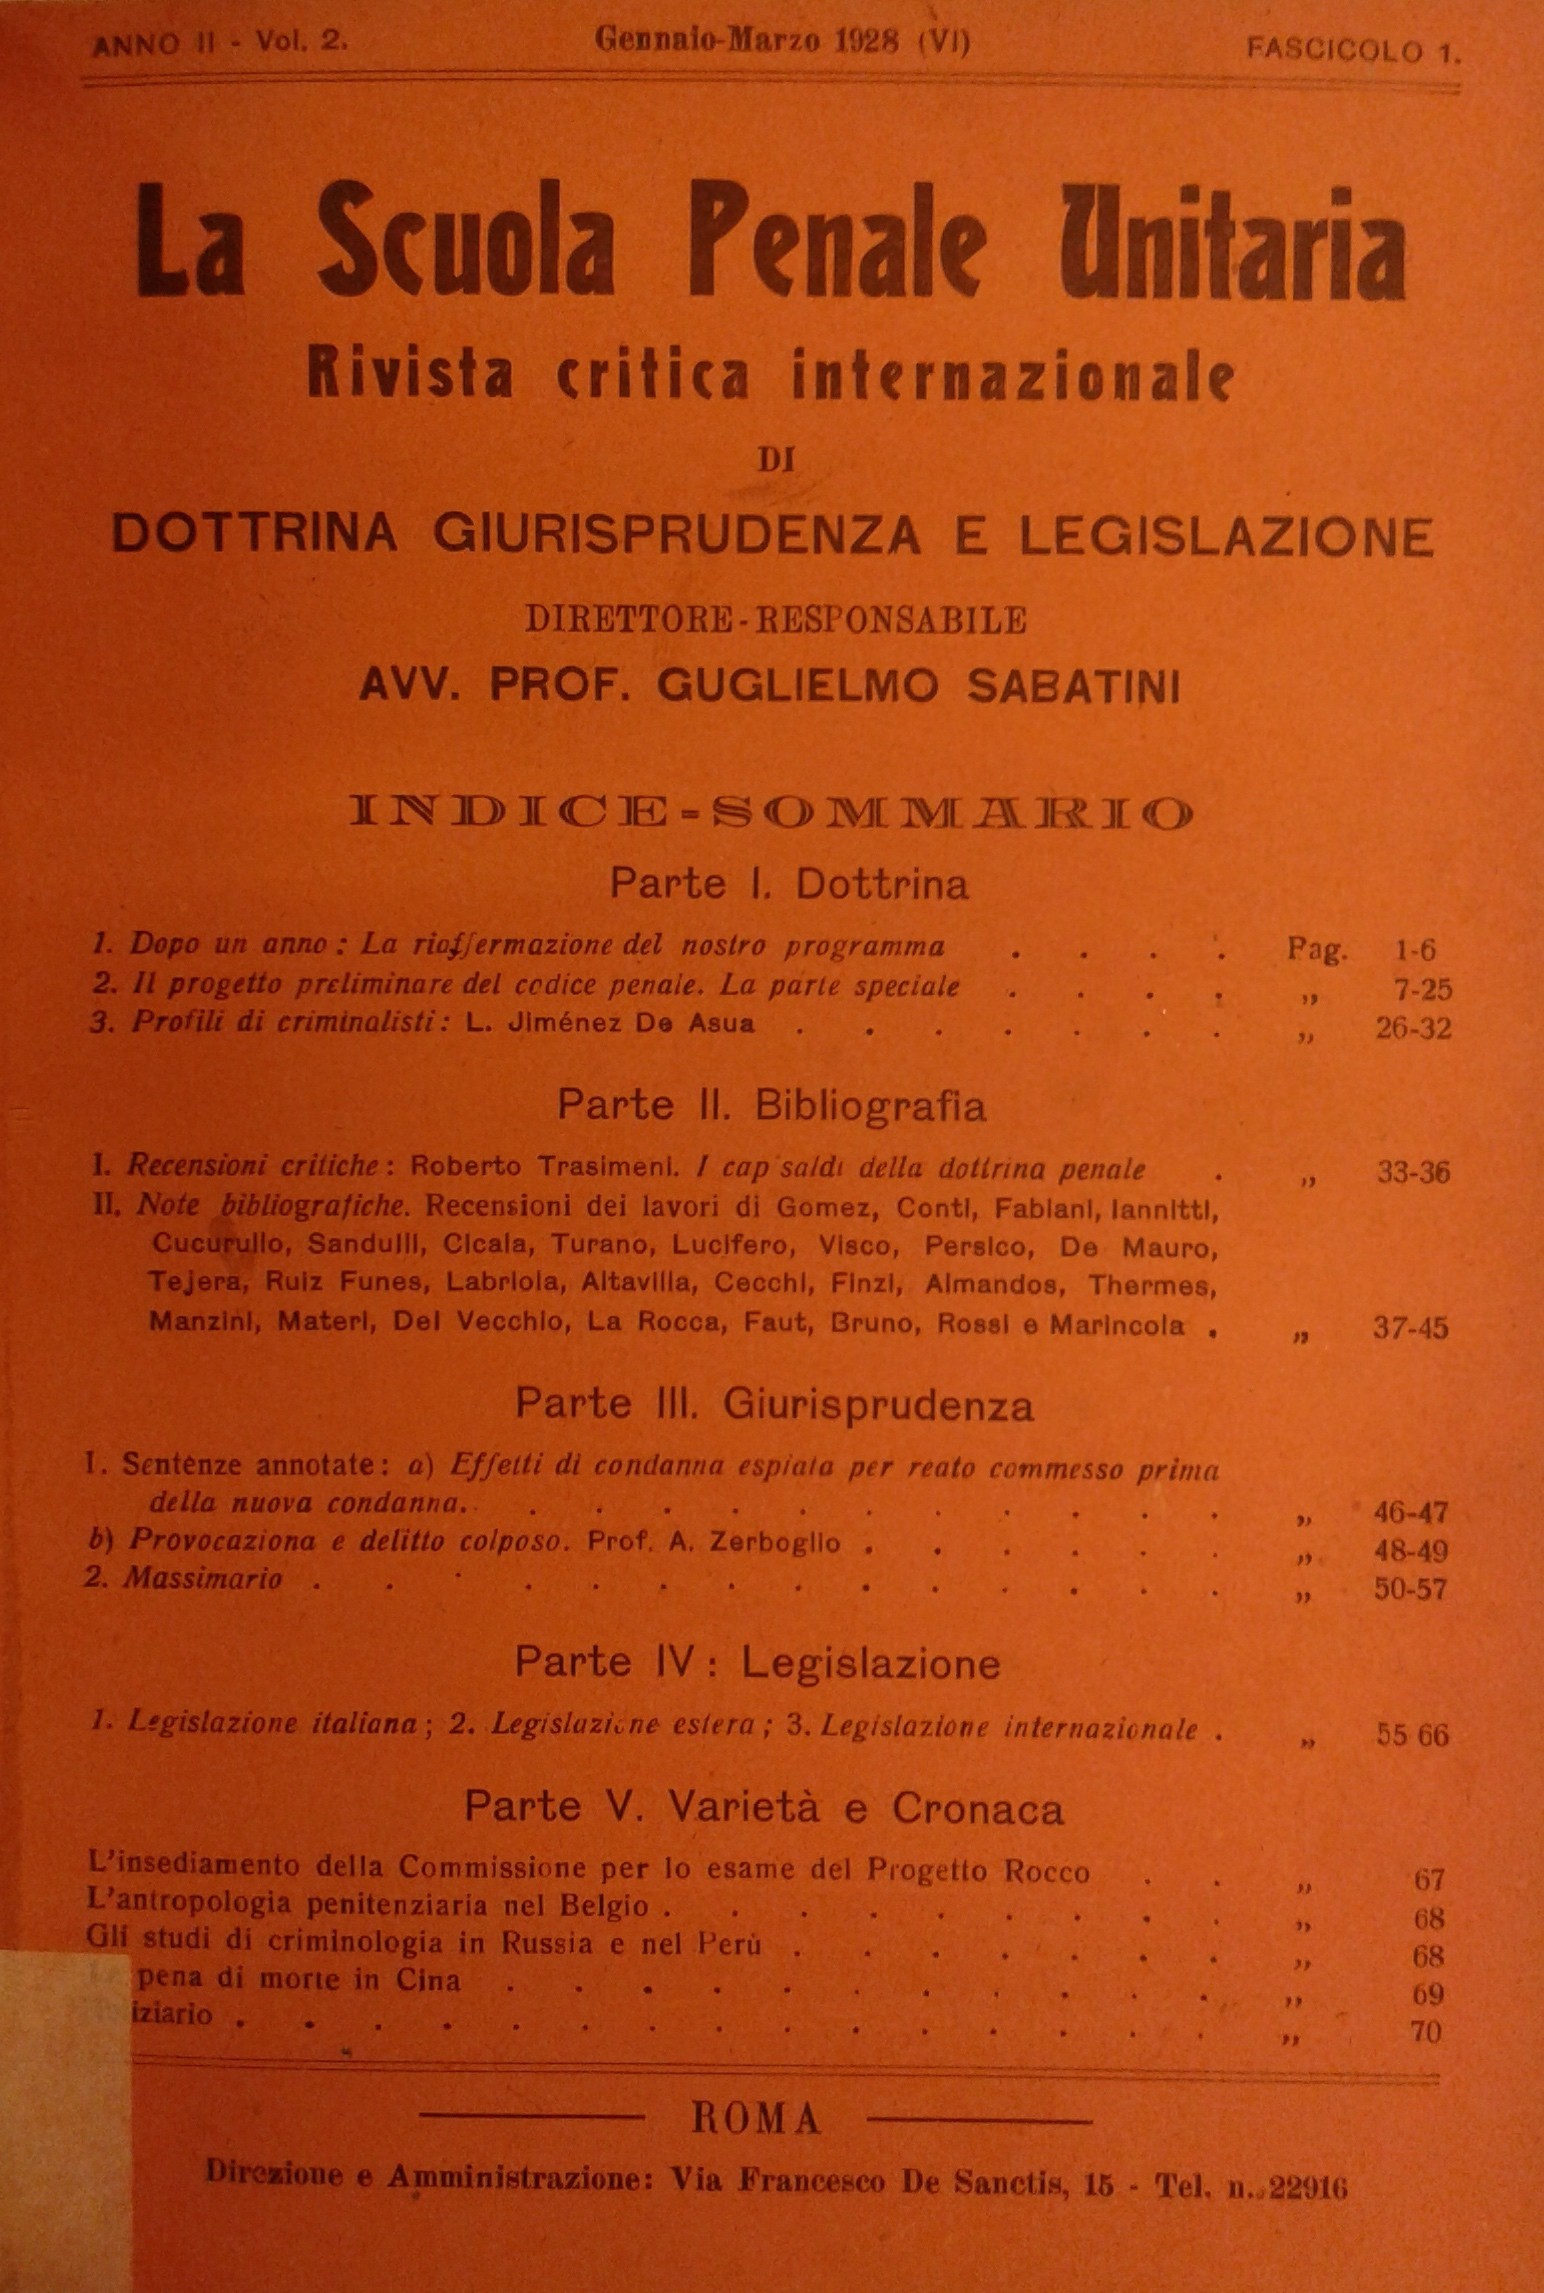 ANNO II - Vol. 2. Gennaio-Marzo 1928 (VI) FASCICOLO 1.
La Scuola Penale Unitaria
Rivista critica internazionale
DI
DOTTRINA GIURISPRUDENZA E LEGISLAZIONE
DIRETTORE-RESPONSABILE
AVV. PROF. GUGLIELMO SABATINI
INDICE-SOMMARIO
Parte I. Dottrina
1. Dopo un anno: La riaffermazione del nostro programma . . . . Pag. 1-6
2. Il progetto preliminare del codice penale. La parte speciale . . . . „ 7-25
3. Profili di criminalisti: L. Jiménez De Asua . . . . . . . „ 26-32
Parte II. Bibliografia
I. Recensioni critiche: Roberto Trasimeni. I cap saldi della dottrina penale . „ 33-36
II. Note bibliografiche. Recensioni dei lavori di Gomez, Conti, Fabiani, Iannitti,
Cucurullo, Sandulli, Cicala, Turano, Lucifero, Visco, Persico, De Mauro,
Tejera, Ruiz Funes, Labriola, Altavilla, Cecchi, Finzi, Almandos, Thermes,
Manzini, Materi, Del Vecchio, La Rocca, Faut, Bruno, Rossi e Marincola . „ 37-45
Parte III. Giurisprudenza
I. Sentenze annotate: a) Effetti di condanna espiata per reato commesso prima
della nuova condanna. . . . . . . . . . . . . „ 46-47
b) Provocaziona e delitto colposo. Prof. A. Zerboglio . . . . . . „ 48-49
2. Massimario . . . . . . . . . . . . . . „ 50-57
Parte IV: Legislazione
1. Legislazione italiana; 2. Legislazione estera; 3. Legislazione internazionale . „ 55 66
Parte V. Varietà e Cronaca
L'insediamento della Commissione per lo esame del Progetto Rocco . . „ 67
L'antropologia penitenziaria nel Belgio . . . . . . . . . „ 68
Gli studi di criminologia in Russia e nel Perù . . . . . . . „ 68
pena di morte in Cina . . . . . . . . . . . „ 69
iziario . . . . . . . . . . . . . . . „ 70
ROMA
Direzione e Amministrazione: Via Francesco De Sanctis, 15 - Tel. n. 22916